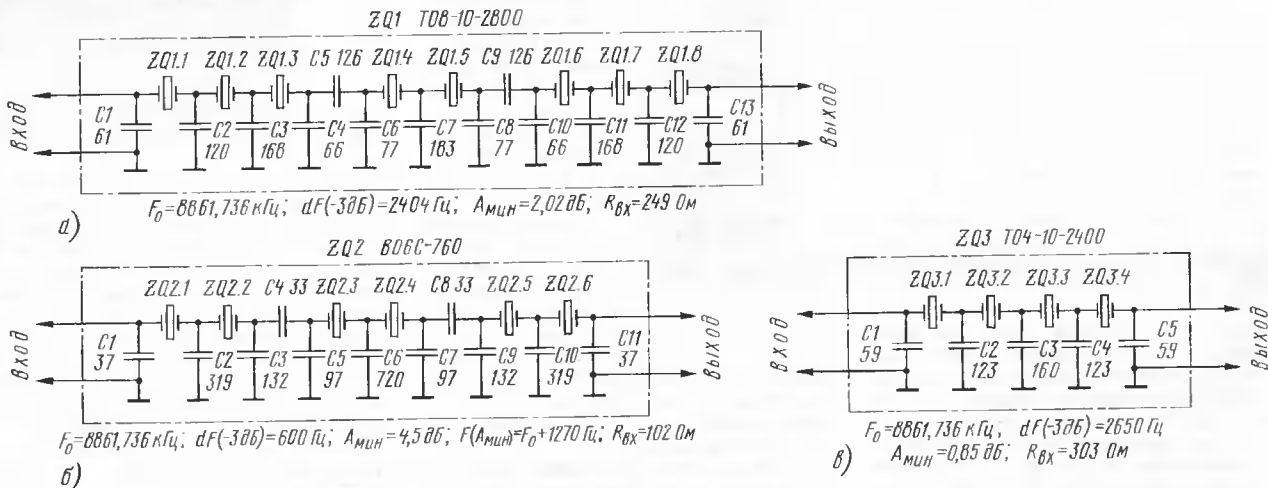 ZQ1 T08-10-2800
ZQ1.1 ZQ1.2 ZQ1.3 C5 126 ZQ1.4 ZQ1.5 C9 126 ZQ1.6 ZQ1.7 ZQ1.8
ВХОД
C1 61
C2 120
C3 168
C4 66
C6 77
C7 183
C8 77
C10 66
C11 168
C12 120
C13 61
ВЫХОД
F₀=8861,736 кГц; dF(-3дБ)=2404 Гц; Aмин=2,02дБ; Rвх=249 Ом
а)
ZQ2 B06C-760
ZQ2.1 ZQ2.2 C4 33 ZQ2.3 ZQ2.4 C8 33 ZQ2.5 ZQ2.6
ВХОД
C1 37
C2 319
C3 132
C5 97
C6 720
C7 97
C9 132
C10 319
C11 37
ВЫХОД
F₀=8861,736 кГц; dF(-3дБ)=600 Гц; Aмин=4,5дБ; F(Aмин)=F₀+1270 Гц; Rвх=102 Ом
б)
ZQ3 T04-10-2400
ZQ3.1 ZQ3.2 ZQ3.3 ZQ3.4
ВХОД
C1 59
C2 123
C3 160
C4 123
C5 59
ВЫХОД
F₀=8861,736 кГц; dF(-3дБ)=2650 Гц
Aмин=0,85 дБ; Rвх=303 Ом
в)